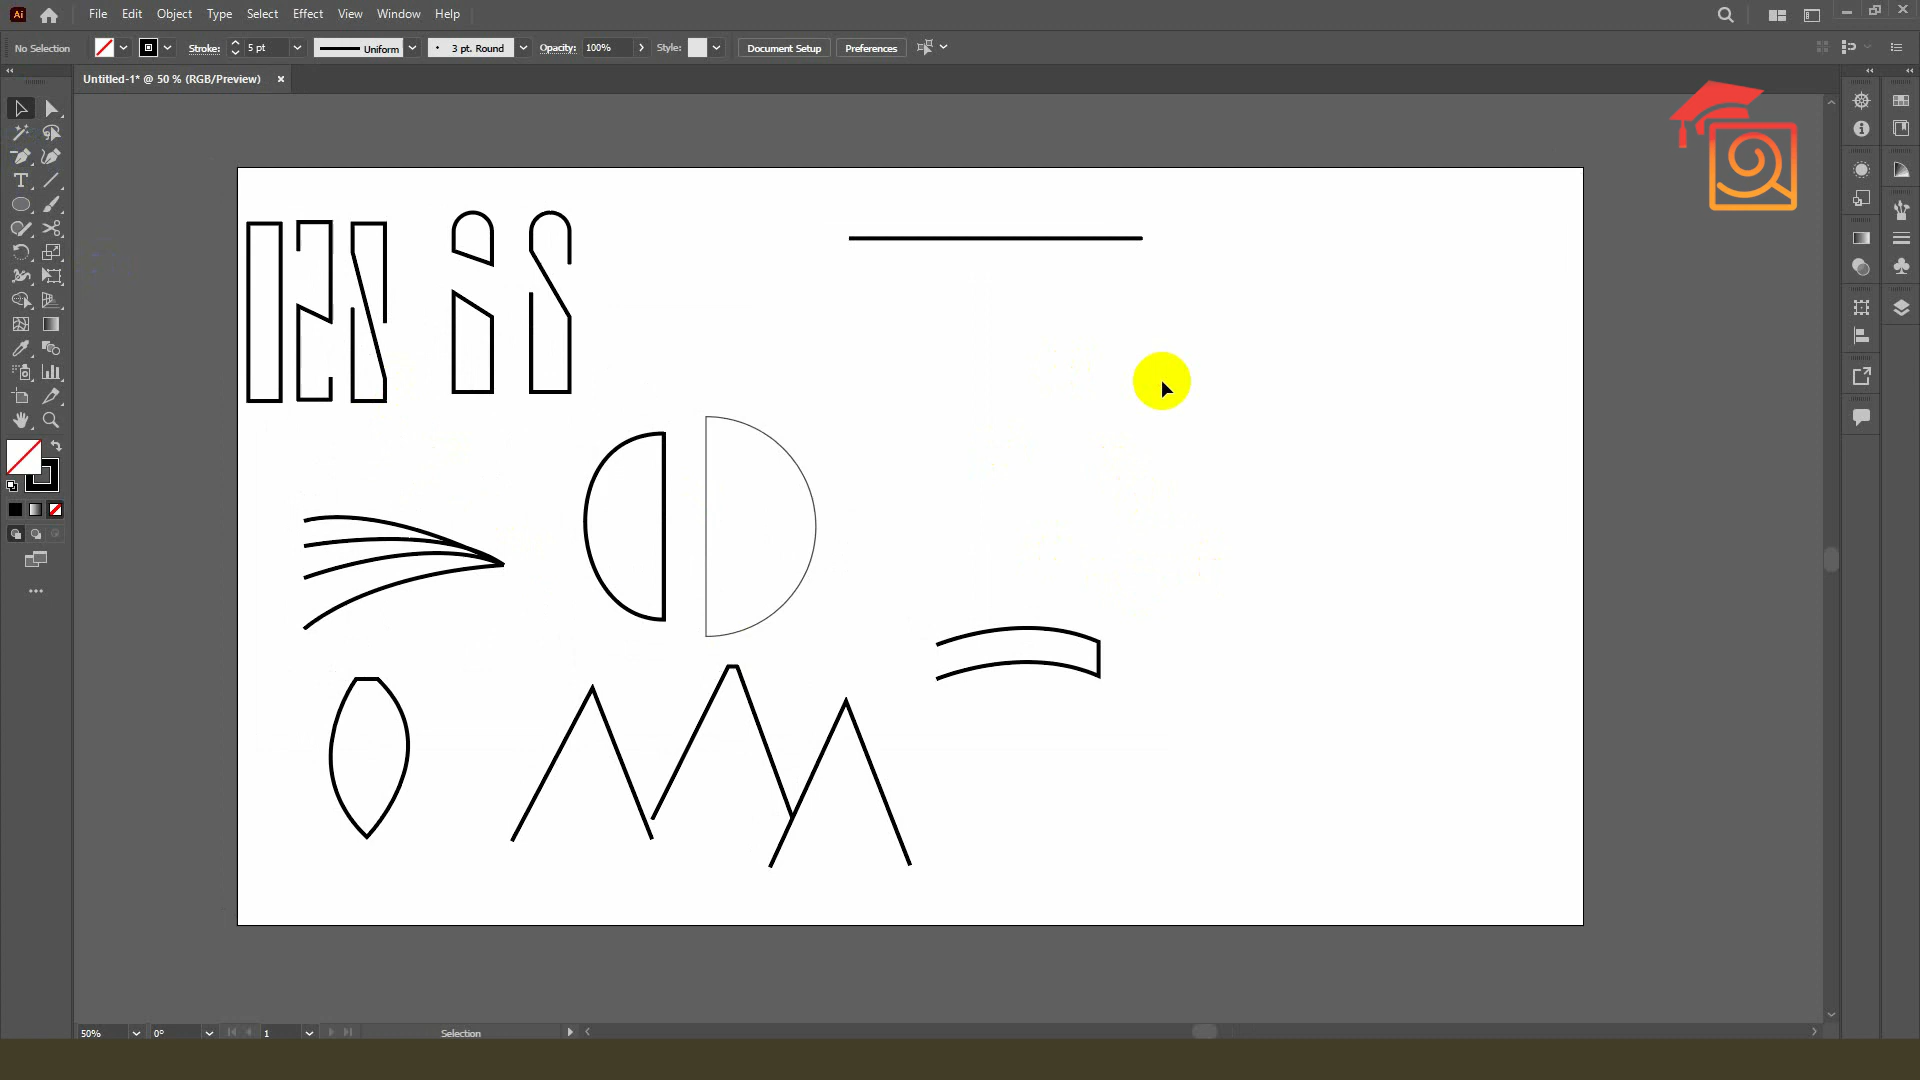 Ai File Edit Object Type Select Effect View Window Help
No Selection Stroke: 5 pt Uniform 3 pt. Round Opacity: 100% Style: Document Setup Preferences
Untitled-1* @ 50 % (RGB/Preview)
50% 0° 1 Selection